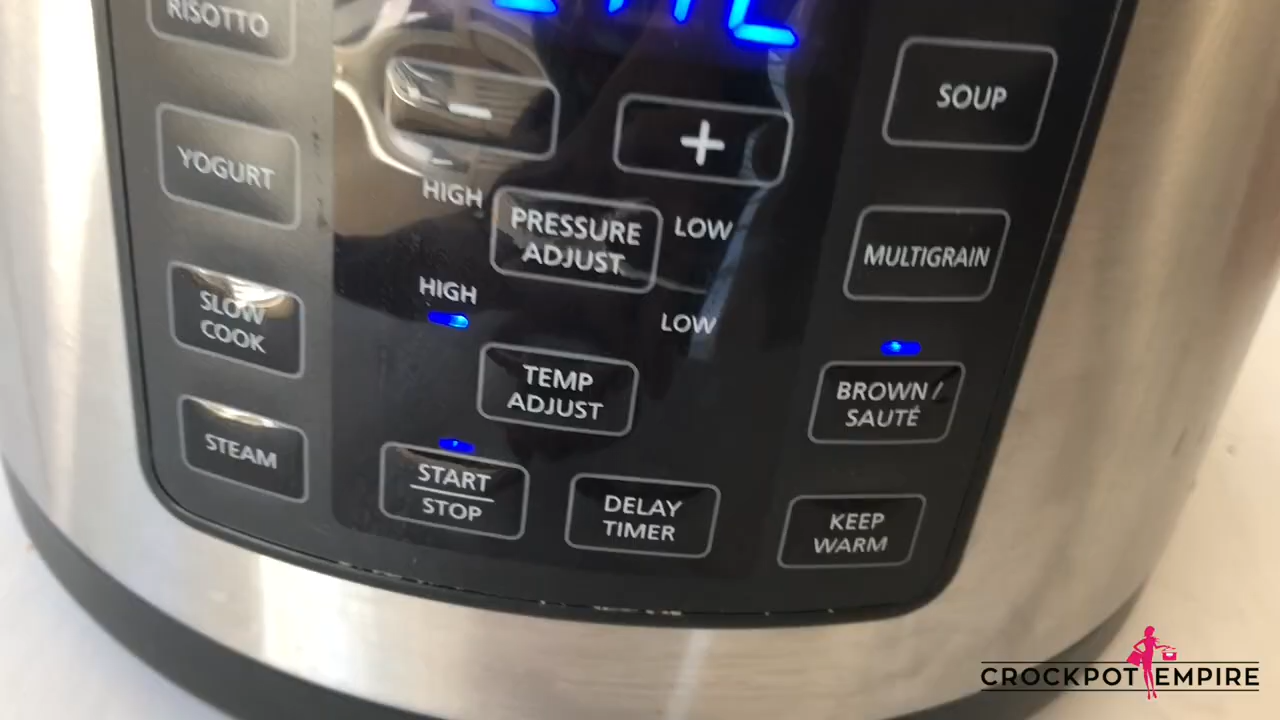 RISOTTO
SOUP
−
+
YOGURT
HIGH
PRESSURE
ADJUST
LOW
MULTIGRAIN
SLOW
COOK
HIGH
LOW
TEMP
ADJUST
BROWN /
SAUTÉ
STEAM
START
STOP
DELAY
TIMER
KEEP
WARM
CROCKPOT EMPIRE